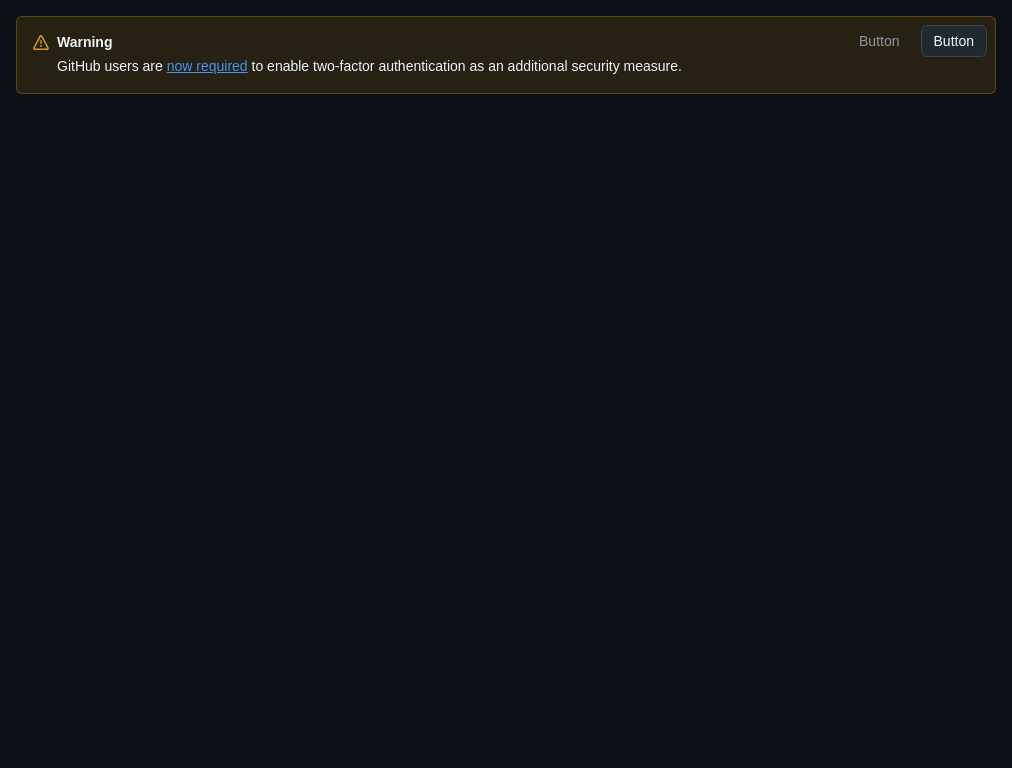 Warning
Button
Button
GitHub users are now required to enable two-factor authentication as an additional security measure.